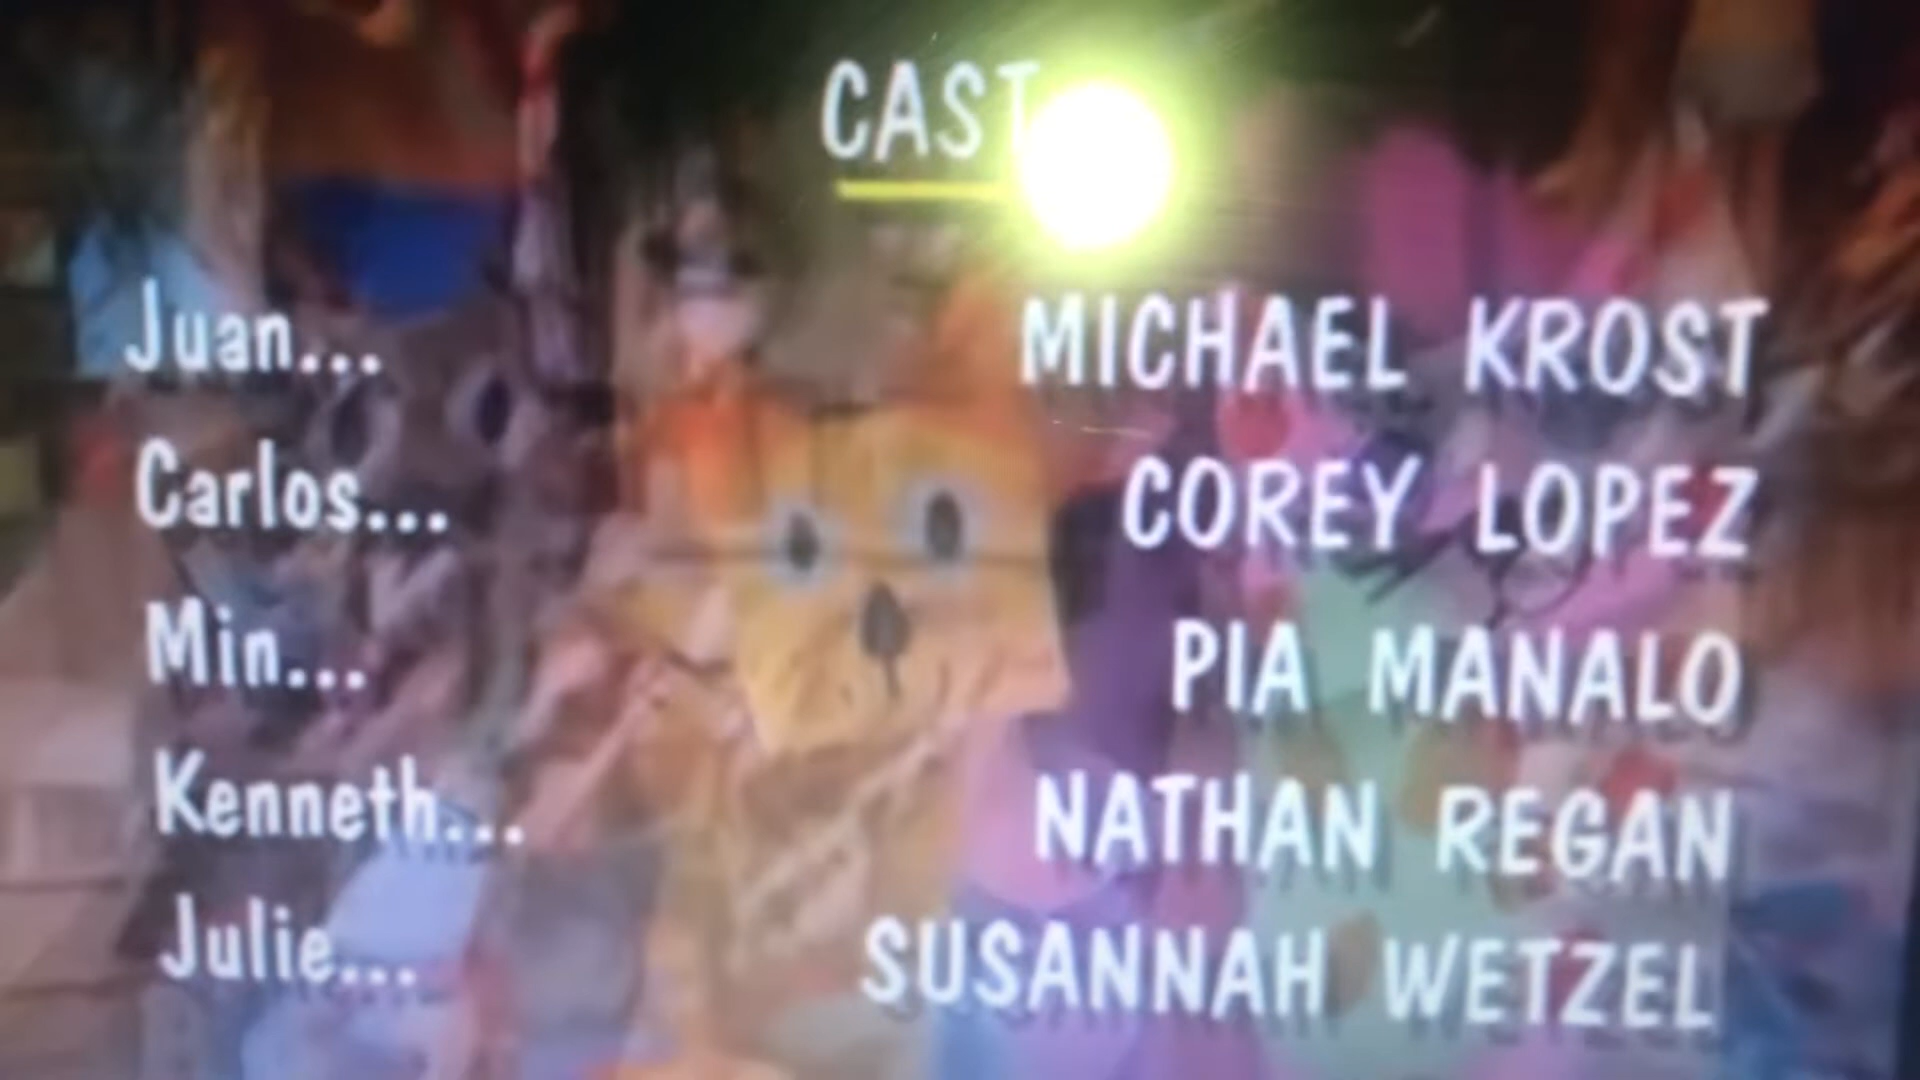 CAST
Juan... MICHAEL KROST
Carlos... COREY LOPEZ
Min... PIA MANALO
Kenneth... NATHAN REGAN
Julie... SUSANNAH WETZEL